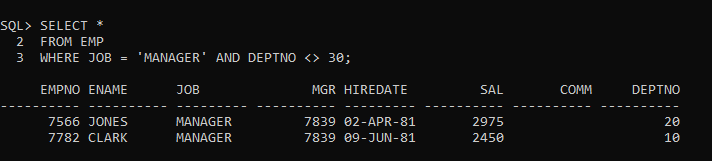 SQL> SELECT *
  2  FROM EMP
  3  WHERE JOB = 'MANAGER' AND DEPTNO <> 30;
     EMPNO ENAME      JOB              MGR HIREDATE         SAL       COMM     DEPTNO
---------- ---------- --------- ---------- --------- ---------- ---------- ----------
      7566 JONES      MANAGER         7839 02-APR-81       2975                    20
      7782 CLARK      MANAGER         7839 09-JUN-81       2450                    10